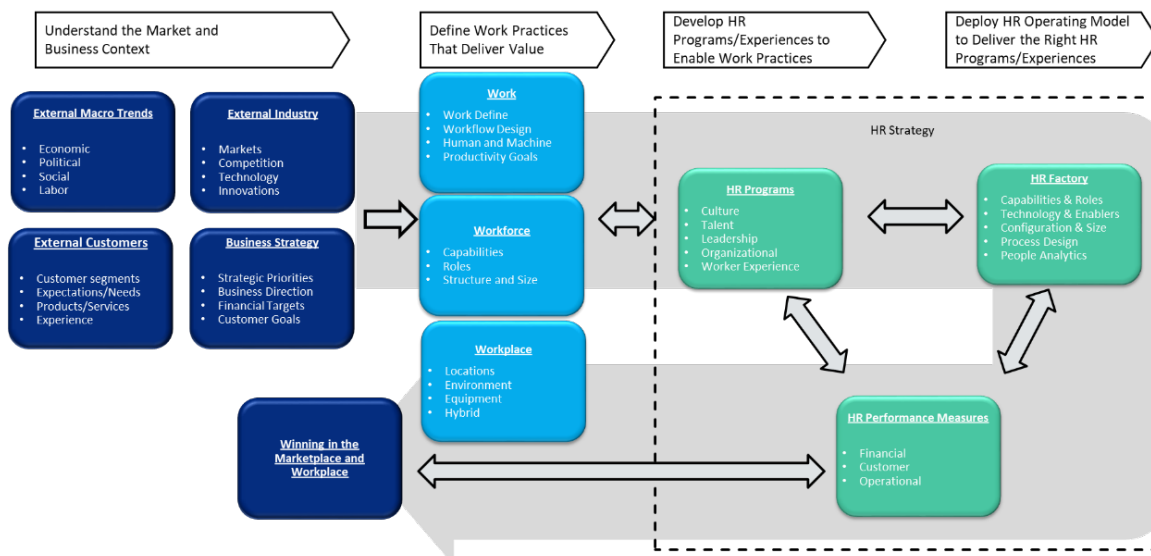 Understand the Market and
Business Context
Define Work Practices
That Deliver Value
Develop HR
Programs/Experiences to
Enable Work Practices
Deploy HR Operating Model
to Deliver the Right HR
Programs/Experiences
External Macro Trends
• Economic
• Political
• Social
• Labor
External Industry
• Markets
• Competition
• Technology
• Innovations
External Customers
• Customer segments
• Expectations/Needs
• Products/Services
• Experience
Business Strategy
• Strategic Priorities
• Business Direction
• Financial Targets
• Customer Goals
Work
• Work Define
• Workflow Design
• Human and Machine
• Productivity Goals
Workforce
• Capabilities
• Roles
• Structure and Size
Workplace
• Locations
• Environment
• Equipment
• Hybrid
HR Strategy
HR Programs
• Culture
• Talent
• Leadership
• Organizational
• Worker Experience
HR Factory
• Capabilities & Roles
• Technology & Enablers
• Configuration & Size
• Process Design
• People Analytics
HR Performance Measures
• Financial
• Customer
• Operational
Winning in the
Marketplace and
Workplace